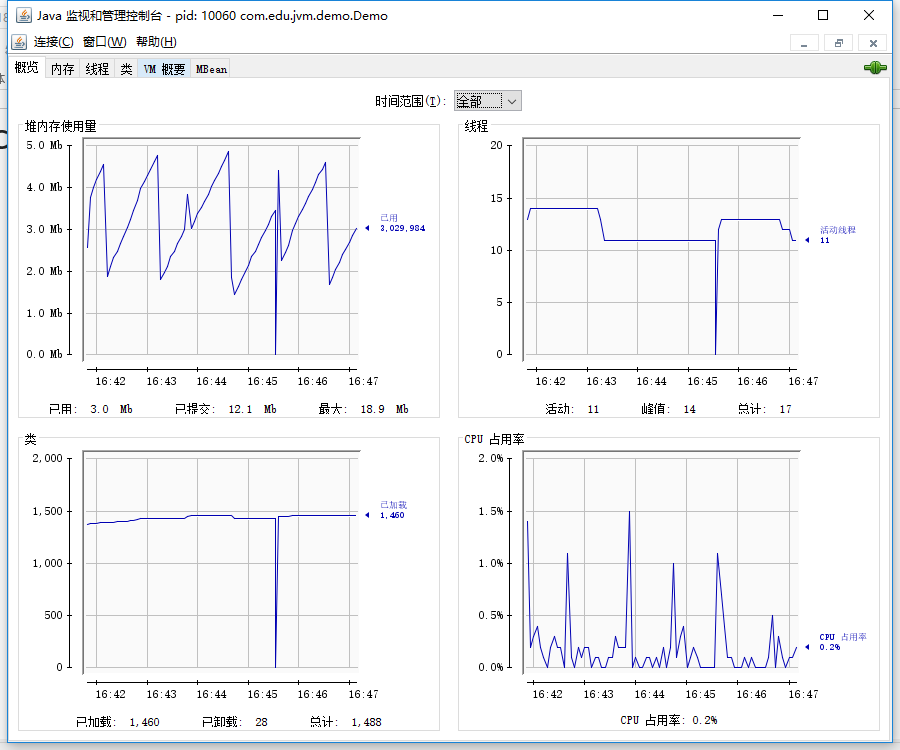 Java 监视和管理控制台 - pid: 10060 com.edu.jvm.demo.Demo
连接(C) 窗口(W) 帮助(H)
概览 内存 线程 类 VM 概要 MBean
时间范围(T): 全部
堆内存使用量
5.0 Mb
4.0 Mb
3.0 Mb
2.0 Mb
1.0 Mb
0.0 Mb
已用
3,029,984
16:42 16:43 16:44 16:45 16:46 16:47
已用: 3.0 Mb 已提交: 12.1 Mb 最大: 18.9 Mb
线程
20
15
10
5
0
活动线程
11
16:42 16:43 16:44 16:45 16:46 16:47
活动: 11 峰值: 14 总计: 17
类
2,000
1,500
1,000
500
0
已加载
1,460
16:42 16:43 16:44 16:45 16:46 16:47
已加载: 1,460 已卸载: 28 总计: 1,488
CPU 占用率
2.0%
1.5%
1.0%
0.5%
0.0%
CPU 占用率
0.2%
16:42 16:43 16:44 16:45 16:46 16:47
CPU 占用率: 0.2%